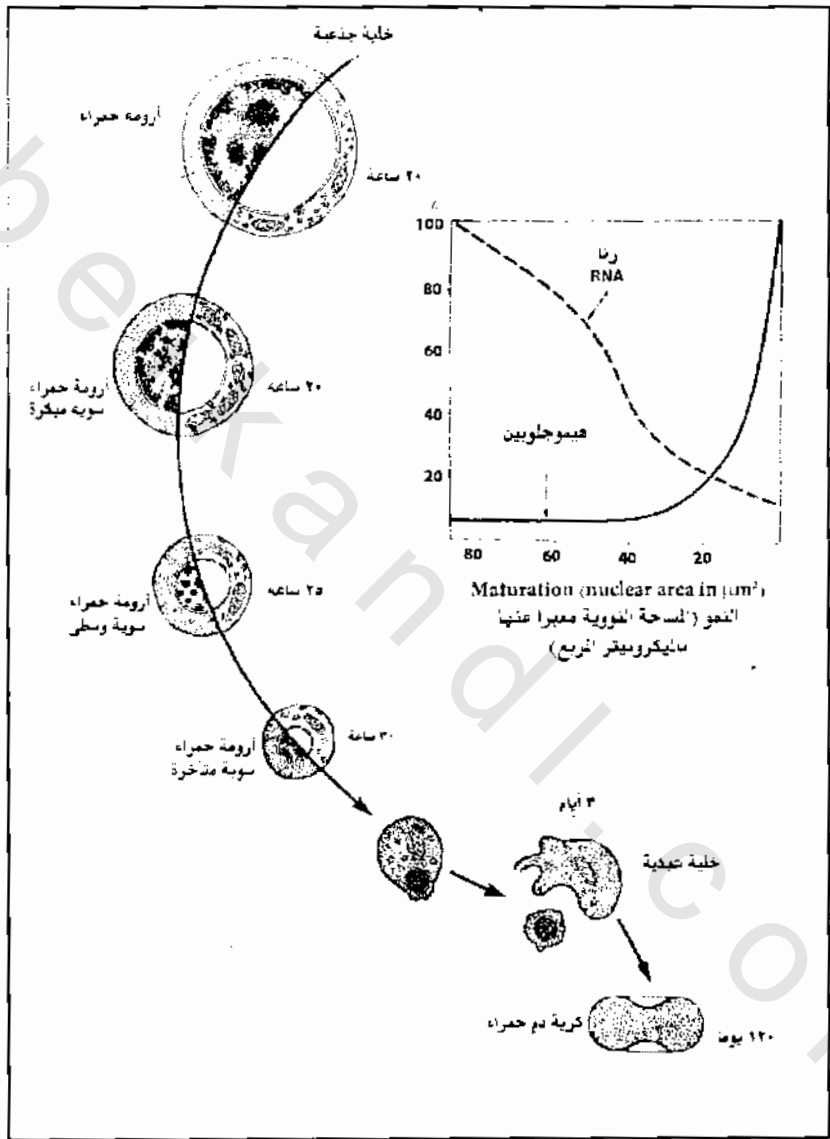 خلية جذعية
أرومة حمراء
٢٠ ساعة
أرومة حمراء
سوية مبكرة
٢٠ ساعة
أرومة حمراء
سوية وسطى
٢٥ ساعة
أرومة حمراء
سوية متأخرة
٣٠ ساعة
٣ أيام
خلية شبكية
كرية دم حمراء
١٢٠ يوما
100
80
60
40
20
رنا
RNA
هيموجلوبين
80 60 40 20
Maturation (nuclear area in μm²)
النمو (المساحة النووية معبرا عنها
بالميكروميتر المربع)
bekandl.com